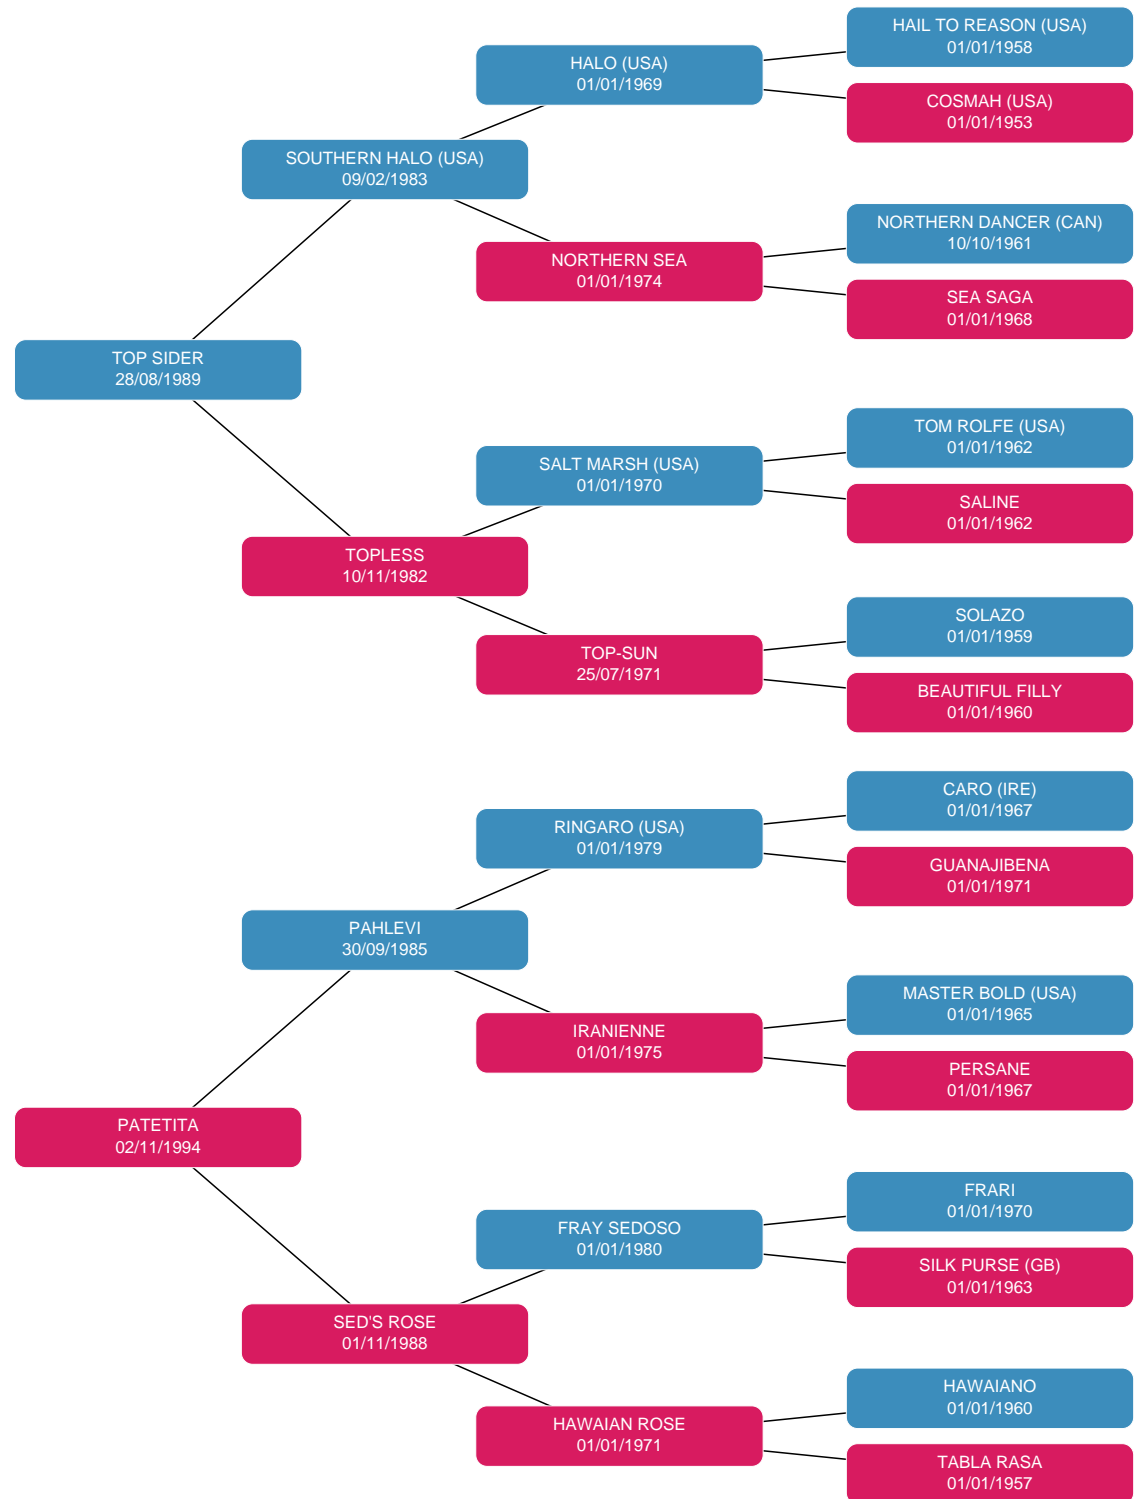 HAIL TO REASON (USA)
01/01/1958
HALO (USA)
01/01/1969
COSMAH (USA)
01/01/1953
SOUTHERN HALO (USA)
09/02/1983
NORTHERN DANCER (CAN)
10/10/1961
NORTHERN SEA
01/01/1974
SEA SAGA
01/01/1968
TOP SIDER
28/08/1989
TOM ROLFE (USA)
01/01/1962
SALT MARSH (USA)
01/01/1970
SALINE
01/01/1962
TOPLESS
10/11/1982
SOLAZO
01/01/1959
TOP-SUN
25/07/1971
BEAUTIFUL FILLY
01/01/1960
CARO (IRE)
01/01/1967
RINGARO (USA)
01/01/1979
GUANAJIBENA
01/01/1971
PAHLEVI
30/09/1985
MASTER BOLD (USA)
01/01/1965
IRANIENNE
01/01/1975
PERSANE
01/01/1967
PATETITA
02/11/1994
FRARI
01/01/1970
FRAY SEDOSO
01/01/1980
SILK PURSE (GB)
01/01/1963
SED'S ROSE
01/11/1988
HAWAIANO
01/01/1960
HAWAIAN ROSE
01/01/1971
TABLA RASA
01/01/1957